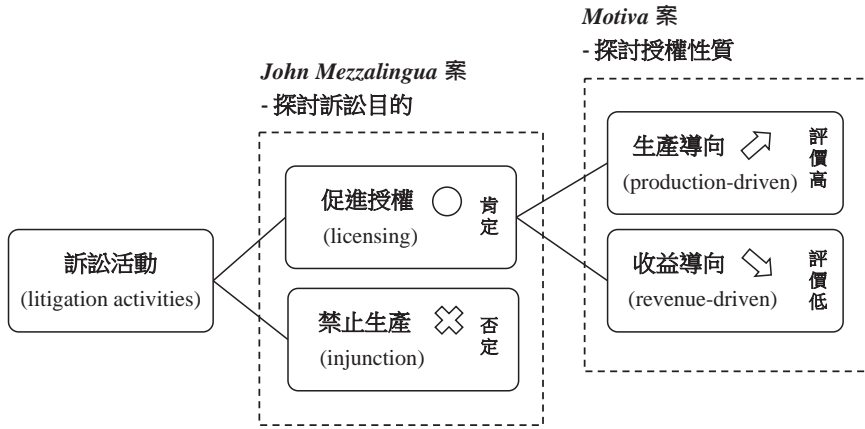 Motiva 案
- 探討授權性質
John Mezzalingua 案
- 探討訴訟目的
訴訟活動
(litigation activities)
促進授權
(licensing)
肯定
禁止生產
(injunction)
否定
生產導向
(production-driven)
評價高
收益導向
(revenue-driven)
評價低